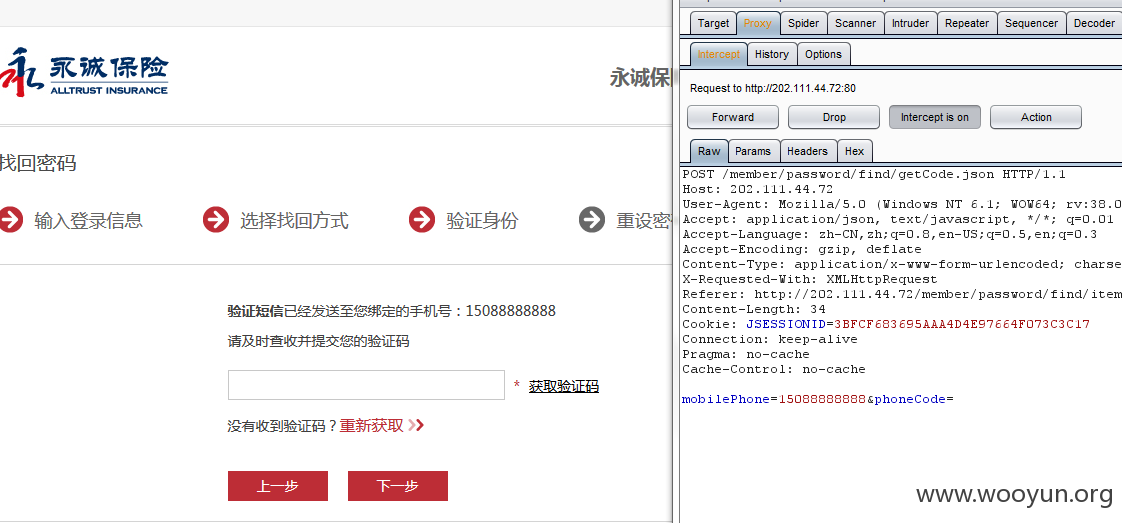 永诚保险
ALLTRUST INSURANCE
永诚保
找回密码
输入登录信息
选择找回方式
验证身份
重设密
验证短信已经发送至您绑定的手机号：15088888888
请及时查收并提交您的验证码
* 获取验证码
没有收到验证码？重新获取
上一步
下一步
Target Proxy Spider Scanner Intruder Repeater Sequencer Decoder
Intercept History Options
Request to http://202.111.44.72:80
Forward Drop Intercept is on Action
Raw Params Headers Hex
POST /member/password/find/getCode.json HTTP/1.1
Host: 202.111.44.72
User-Agent: Mozilla/5.0 (Windows NT 6.1; WOW64; rv:38.0
Accept: application/json, text/javascript, */*; q=0.01
Accept-Language: zh-CN,zh;q=0.8,en-US;q=0.5,en;q=0.3
Accept-Encoding: gzip, deflate
Content-Type: application/x-www-form-urlencoded; charse
X-Requested-With: XMLHttpRequest
Referer: http://202.111.44.72/member/password/find/item
Content-Length: 34
Cookie: JSESSIONID=3BFCF683695AAA4D4E97664F073C3C17
Connection: keep-alive
Pragma: no-cache
Cache-Control: no-cache
mobilePhone=15088888888&phoneCode=
www.wooyun.org